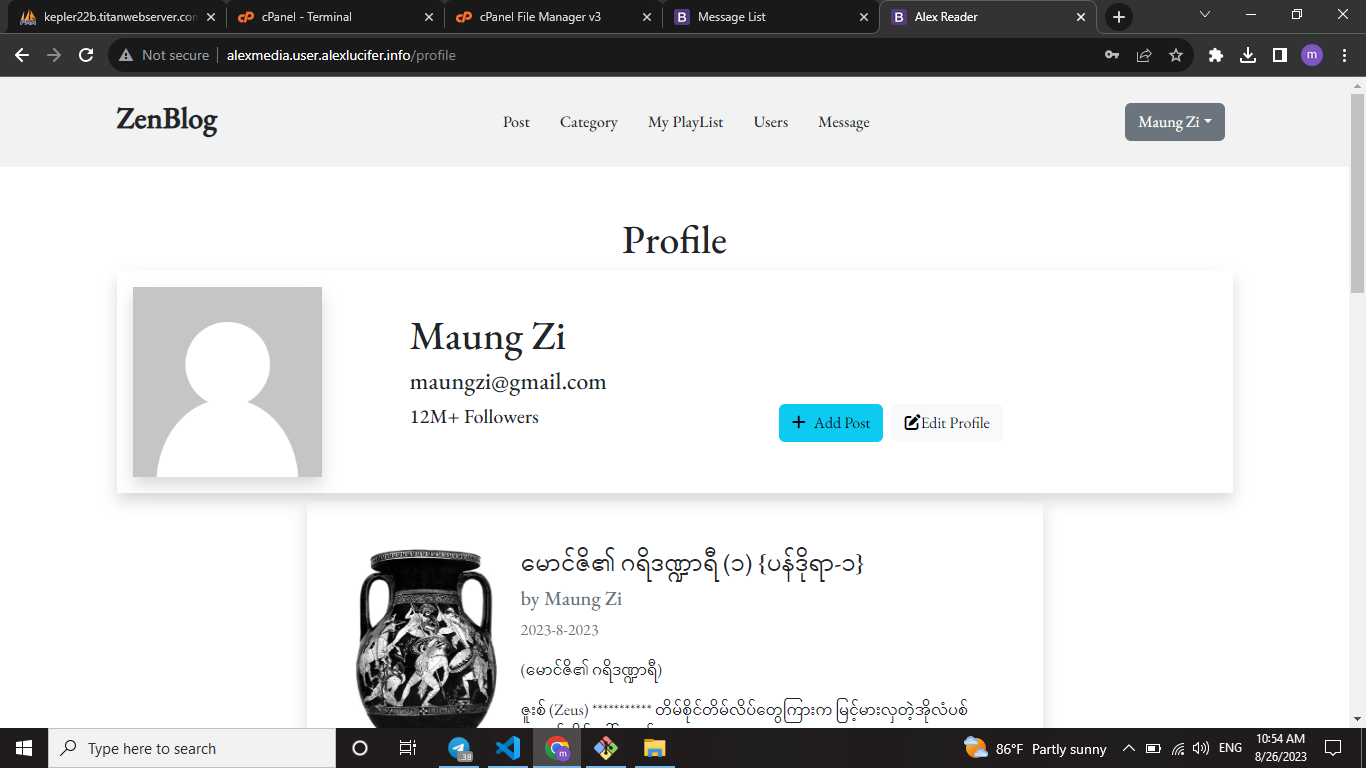 kepler22b.titanwebserver.con
cPanel - Terminal
cPanel File Manager v3
Message List
Alex Reader
Not secure
alexmedia.user.alexlucifer.info/profile
m
ZenBlog
Post
Category
My PlayList
Users
Message
Maung Zi
Profile
Maung Zi
maungzi@gmail.com
12M+ Followers
Add Post
Edit Profile
မောင်ဇိ၏ ဂရိဒဏ္ဍာရီ (၁) {ပန်ဒိုရာ-၁}
by Maung Zi
2023-8-2023
(မောင်ဇိ၏ ဂရိဒဏ္ဍာရီ)
ဇူးစ် (Zeus) *********** တိမ်စိုင်တိမ်လိပ်တွေကြားက မြင့်မားလှတဲ့အိုလံပစ်
Type here to search
38
m
86°F Partly sunny
ENG
10:54 AM
8/26/2023